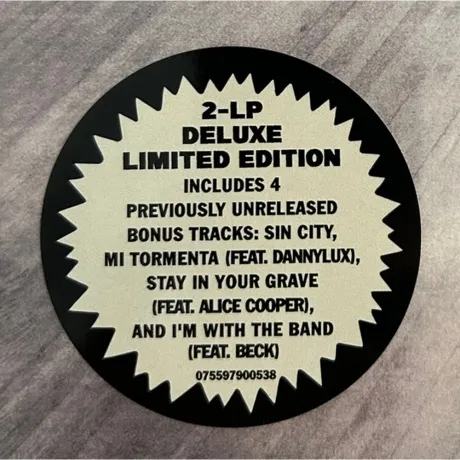 2-LP
DELUXE
LIMITED EDITION
INCLUDES 4
PREVIOUSLY UNRELEASED
BONUS TRACKS: SIN CITY,
MI TORMENTA (FEAT. DANNYLUX),
STAY IN YOUR GRAVE
(FEAT. ALICE COOPER),
AND I'M WITH THE BAND
(FEAT. BECK)
075597900538